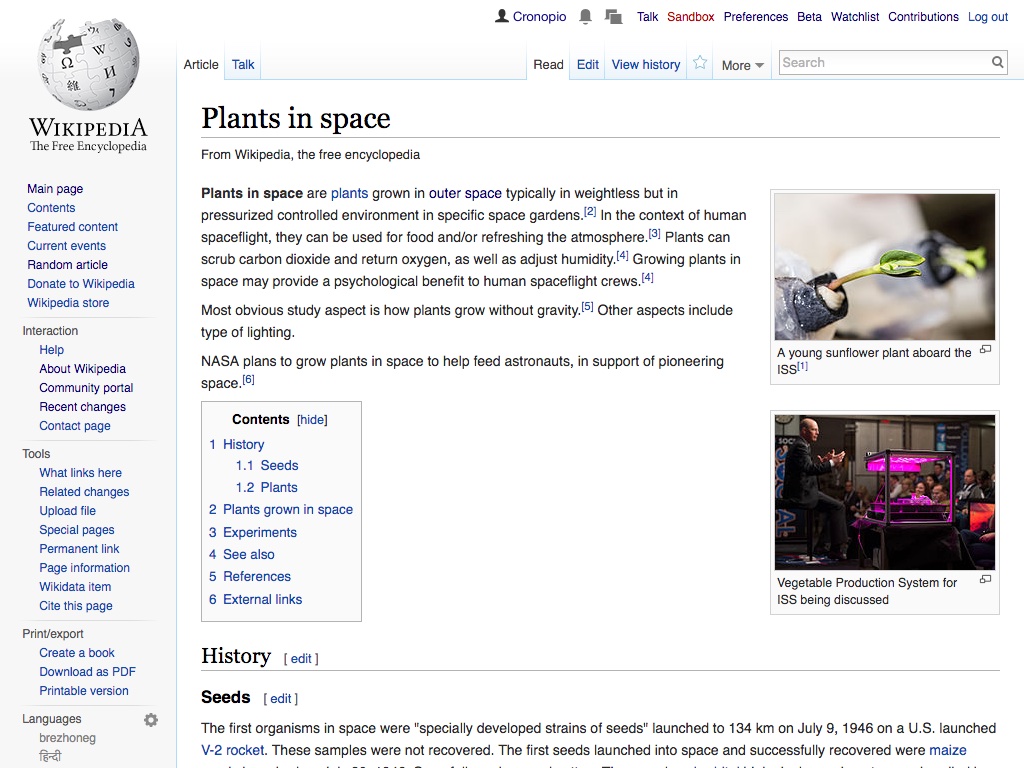 Cronopio Talk Sandbox Preferences Beta Watchlist Contributions Log out
Article Talk Read Edit View history More Search
WIKIPEDIA
The Free Encyclopedia
Main page
Contents
Featured content
Current events
Random article
Donate to Wikipedia
Wikipedia store
Interaction
Help
About Wikipedia
Community portal
Recent changes
Contact page
Tools
What links here
Related changes
Upload file
Special pages
Permanent link
Page information
Wikidata item
Cite this page
Print/export
Create a book
Download as PDF
Printable version
Languages
brezhoneg
हिन्दी
Plants in space
From Wikipedia, the free encyclopedia
Plants in space are plants grown in outer space typically in weightless but in
pressurized controlled environment in specific space gardens.[2] In the context of human
spaceflight, they can be used for food and/or refreshing the atmosphere.[3] Plants can
scrub carbon dioxide and return oxygen, as well as adjust humidity.[4] Growing plants in
space may provide a psychological benefit to human spaceflight crews.[4]
Most obvious study aspect is how plants grow without gravity.[5] Other aspects include
type of lighting.
NASA plans to grow plants in space to help feed astronauts, in support of pioneering
space.[6]
A young sunflower plant aboard the
ISS[1]
Vegetable Production System for
ISS being discussed
Contents [hide]
1 History
1.1 Seeds
1.2 Plants
2 Plants grown in space
3 Experiments
4 See also
5 References
6 External links
History [ edit ]
Seeds [ edit ]
The first organisms in space were "specially developed strains of seeds" launched to 134 km on July 9, 1946 on a U.S. launched
V-2 rocket. These samples were not recovered. The first seeds launched into space and successfully recovered were maize